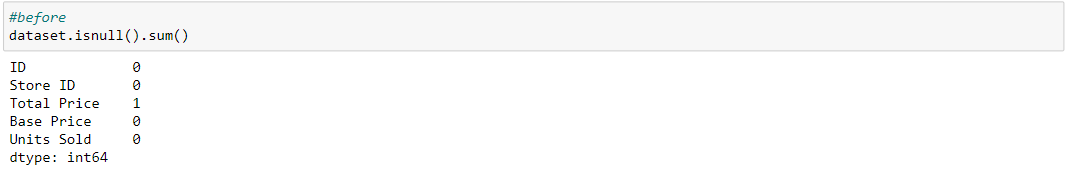 #before
dataset.isnull().sum()
ID 0
Store ID 0
Total Price 1
Base Price 0
Units Sold 0
dtype: int64